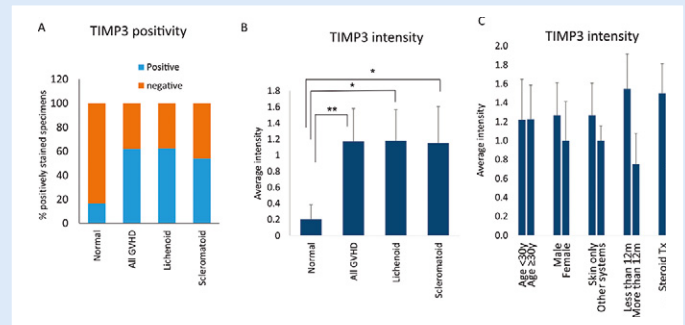 A
TIMP3 positivity
Positive
negative
% positively stained specimens
120
100
80
60
40
20
0
Normal
All GVHD
Lichenoid
Scleromatoid
B
TIMP3 intensity
Average intensity
1.8
1.6
1.4
1.2
1
0.8
0.6
0.4
0.2
0
*
*
**
Normal
All GVHD
Lichenoid
Scleromatoid
C
TIMP3 intensity
Average intensity
2.0
1.8
1.6
1.4
1.2
1.0
0.8
0.6
0.4
0.2
0.0
Age <30y
Age ≥30y
Male
Female
Skin only
Other systems
Less than 12m
More than 12m
Steroid Tx